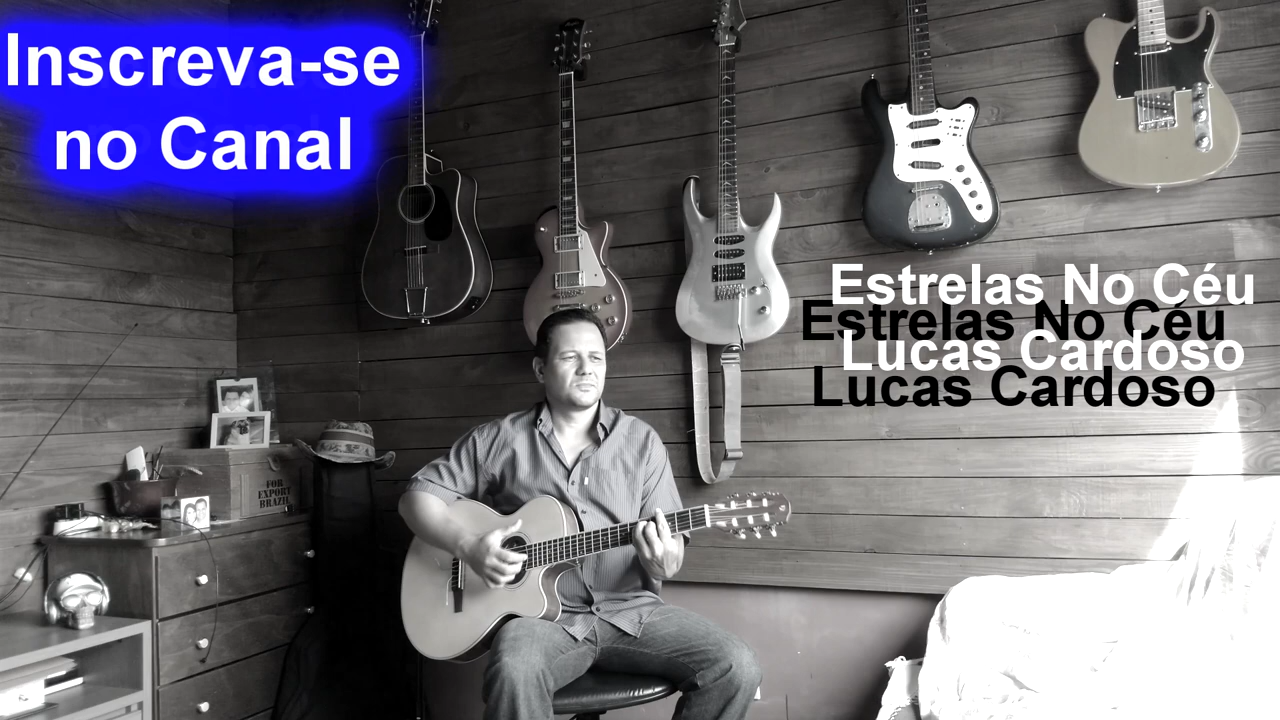 Inscreva-se
no Canal
Estrelas No Céu
Estrelas No Céu
Lucas Cardoso
Lucas Cardoso
FOR
EXPORT
BRAZIL